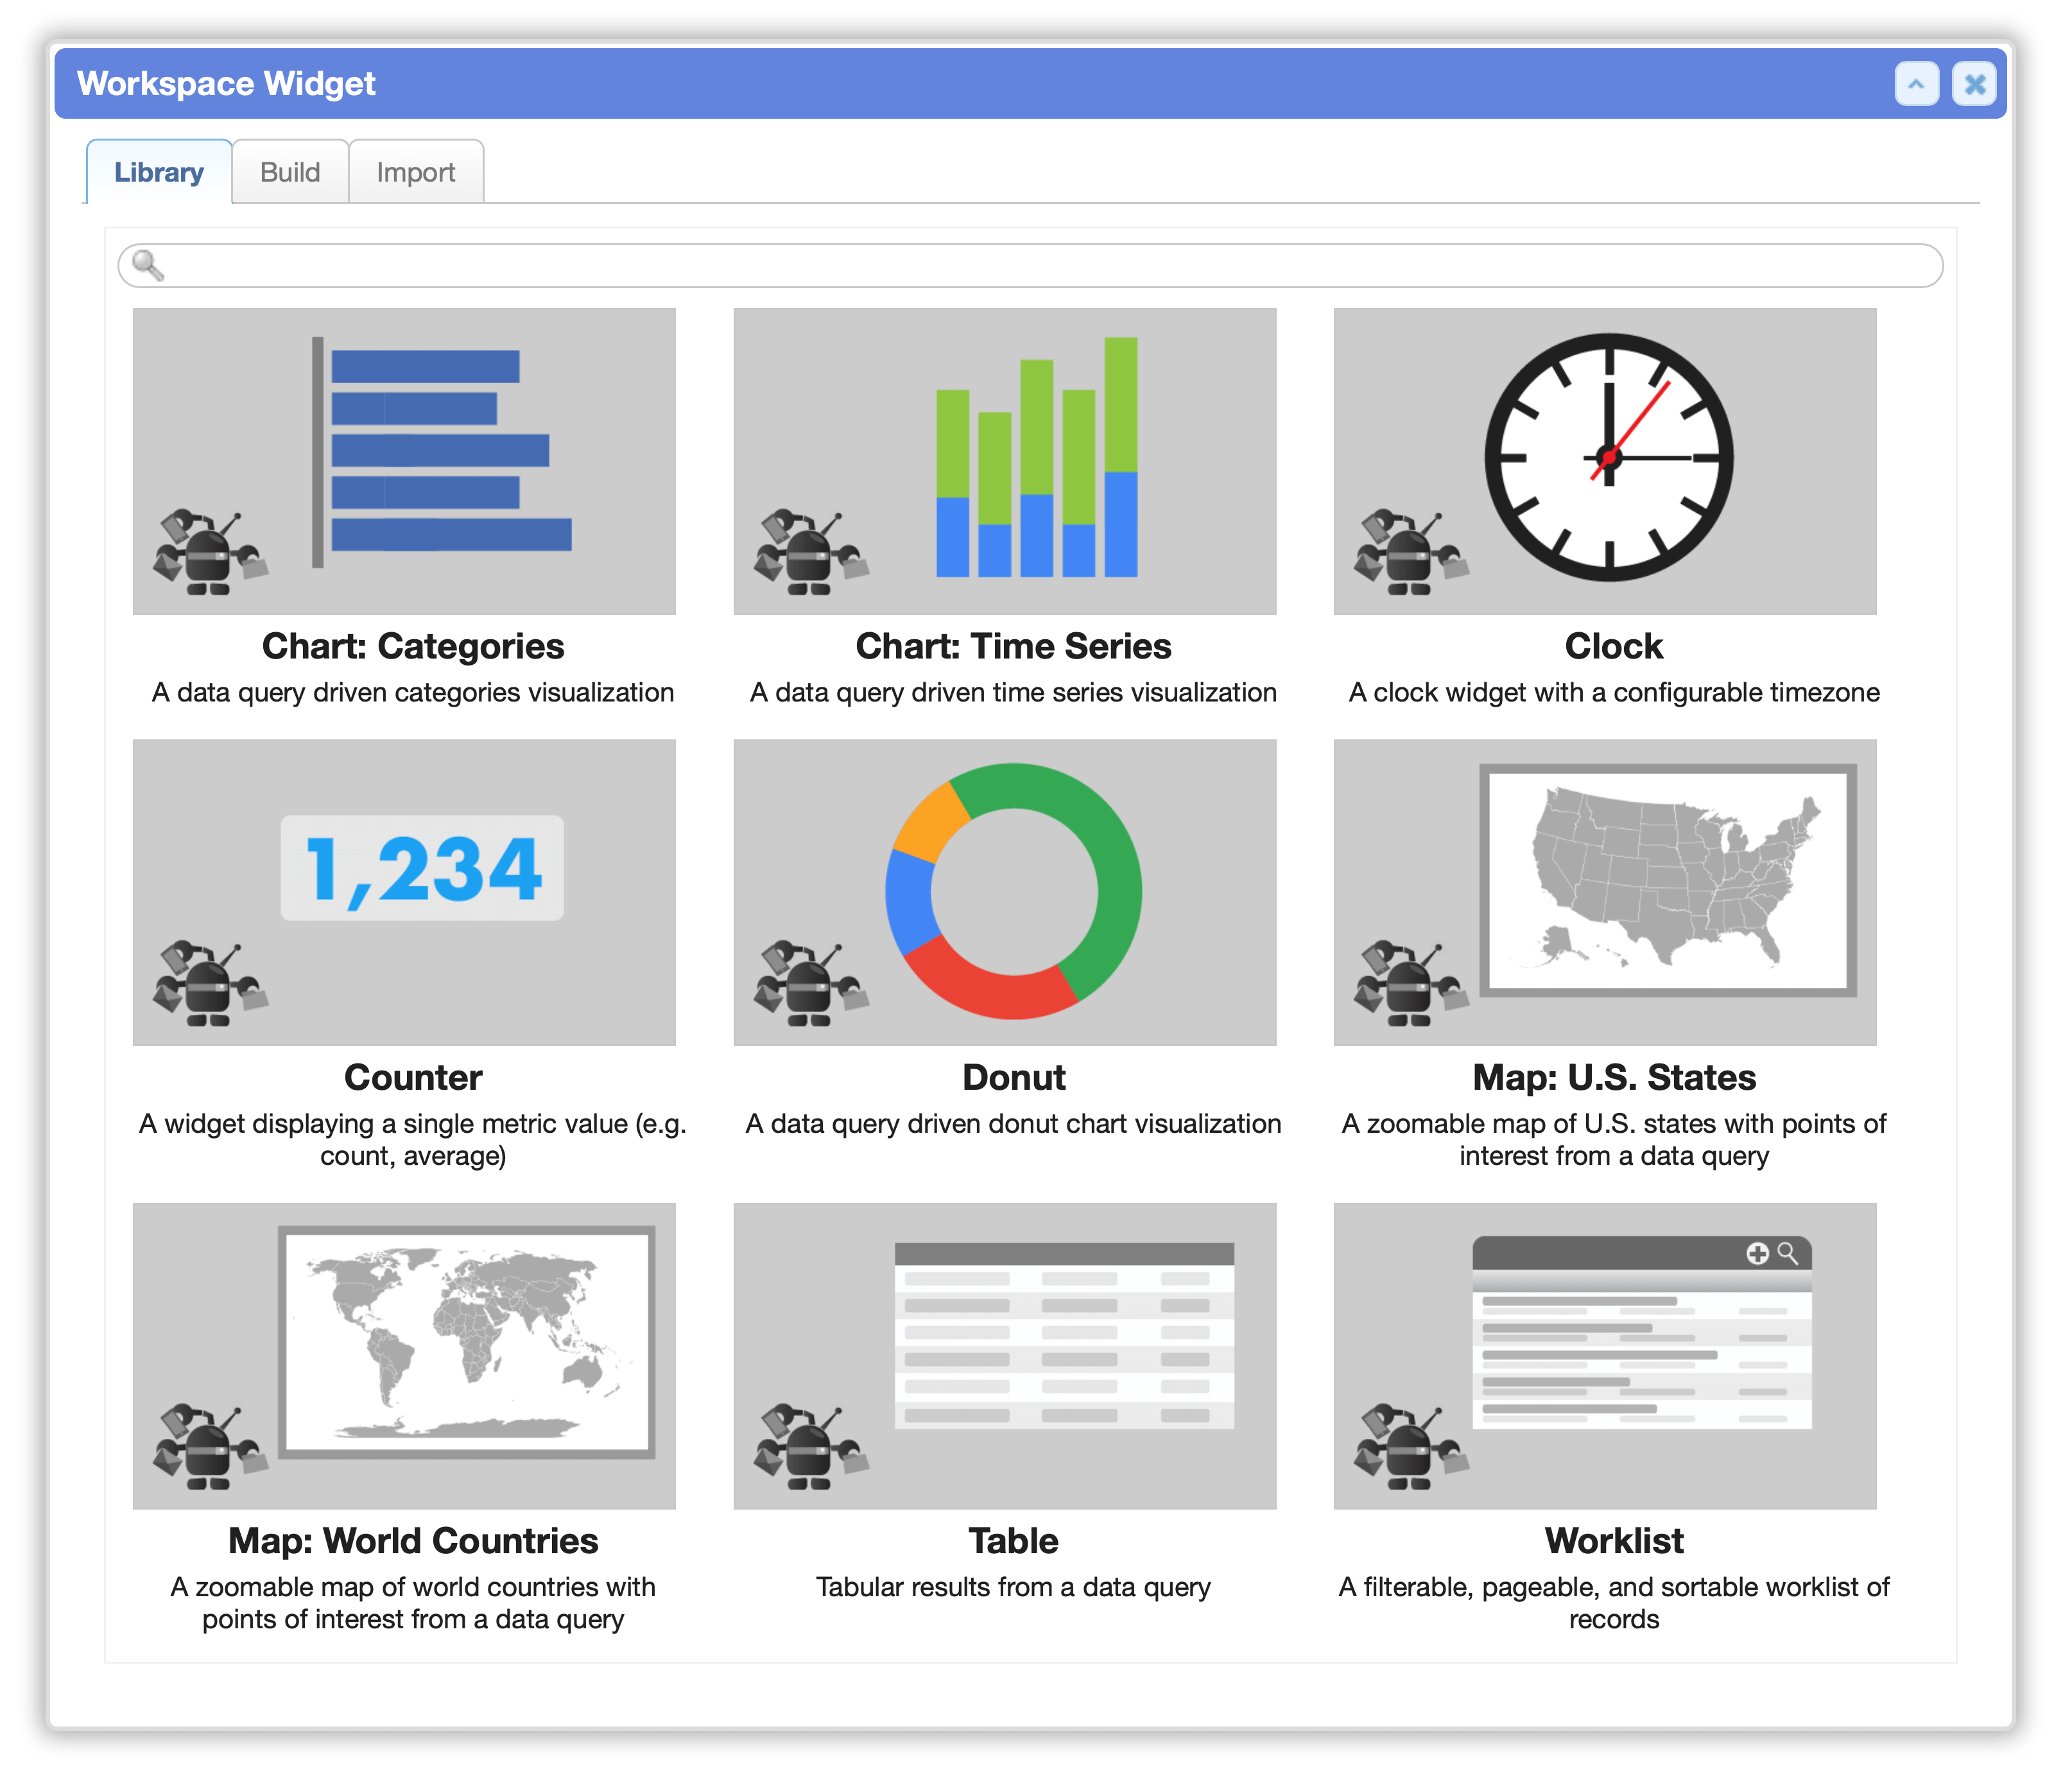 Workspace Widget
Library
Build
Import
Chart: Categories
A data query driven categories visualization
Chart: Time Series
A data query driven time series visualization
Clock
A clock widget with a configurable timezone
1,234
Counter
A widget displaying a single metric value (e.g.
count, average)
Donut
A data query driven donut chart visualization
Map: U.S. States
A zoomable map of U.S. states with points of
interest from a data query
Map: World Countries
A zoomable map of world countries with
points of interest from a data query
Table
Tabular results from a data query
Worklist
A filterable, pageable, and sortable worklist of
records